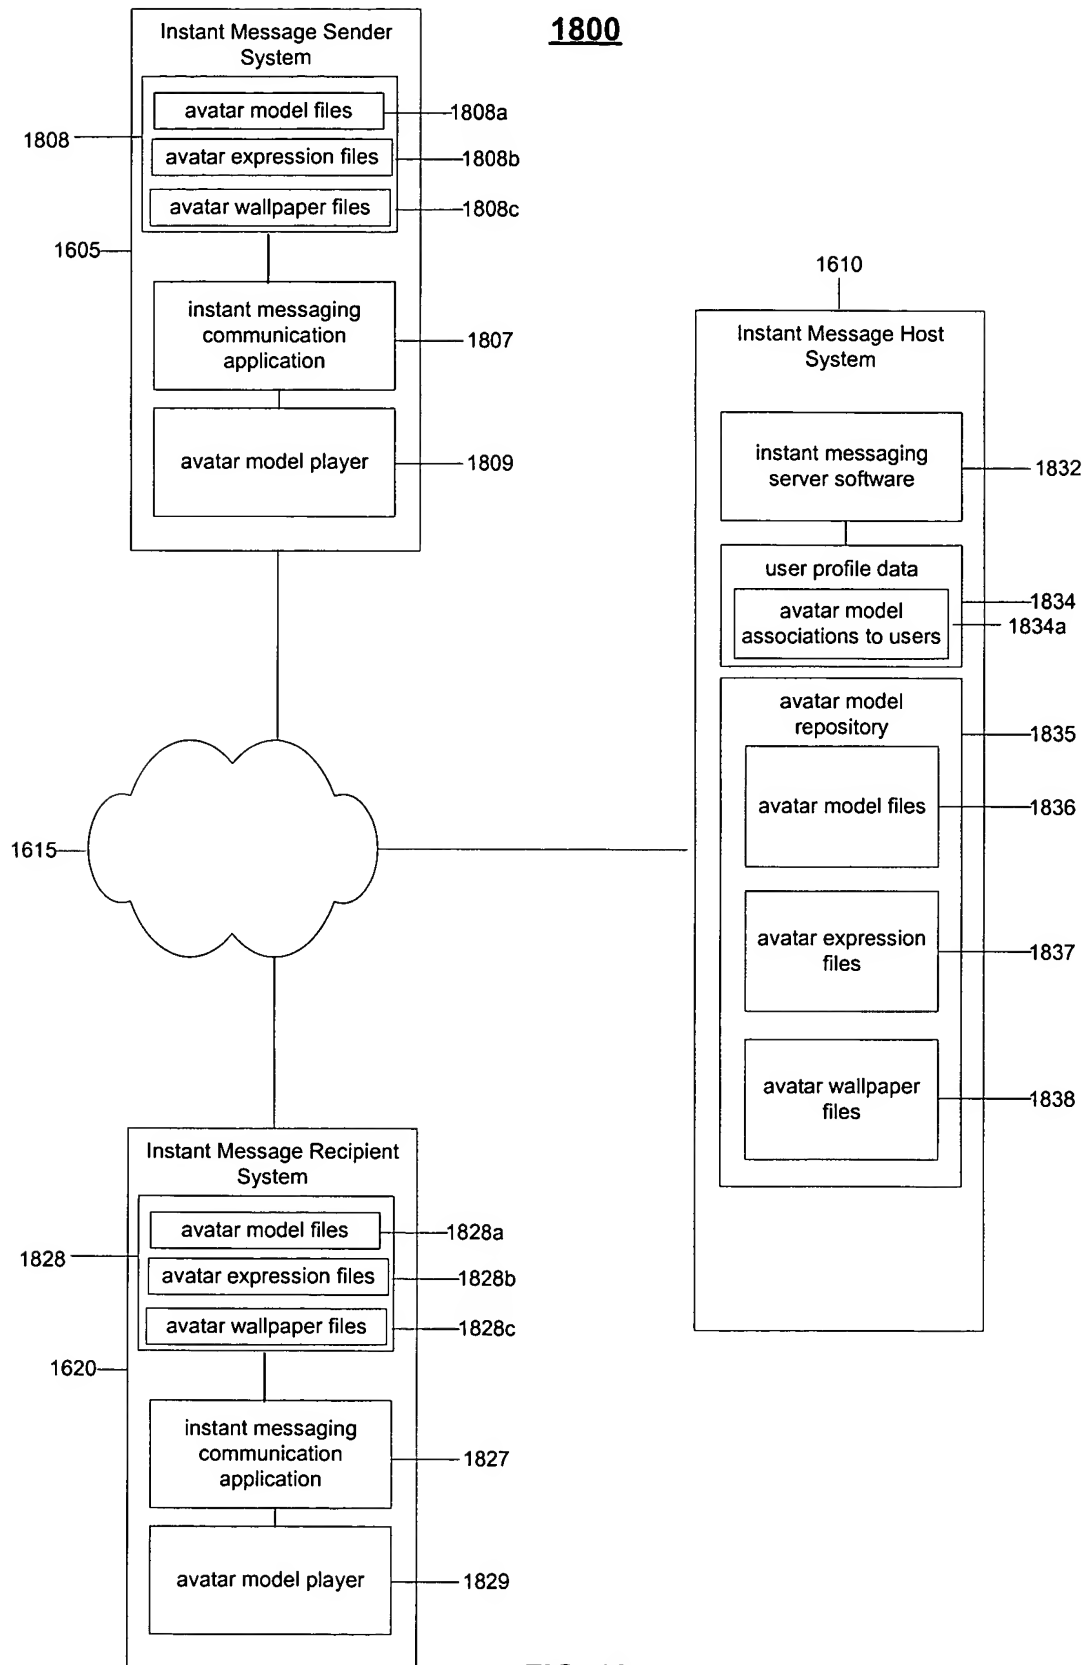 1800
Instant Message Sender
System
avatar model files
1808a
1808
avatar expression files
1808b
avatar wallpaper files
1808c
1605
instant messaging
communication
application
1807
avatar model player
1809
1610
Instant Message Host
System
instant messaging
server software
1832
user profile data
1834
avatar model
associations to users
1834a
avatar model
repository
1835
avatar model files
1836
avatar expression
files
1837
avatar wallpaper
files
1838
1615
Instant Message Recipient
System
avatar model files
1828a
1828
avatar expression files
1828b
avatar wallpaper files
1828c
1620
instant messaging
communication
application
1827
avatar model player
1829